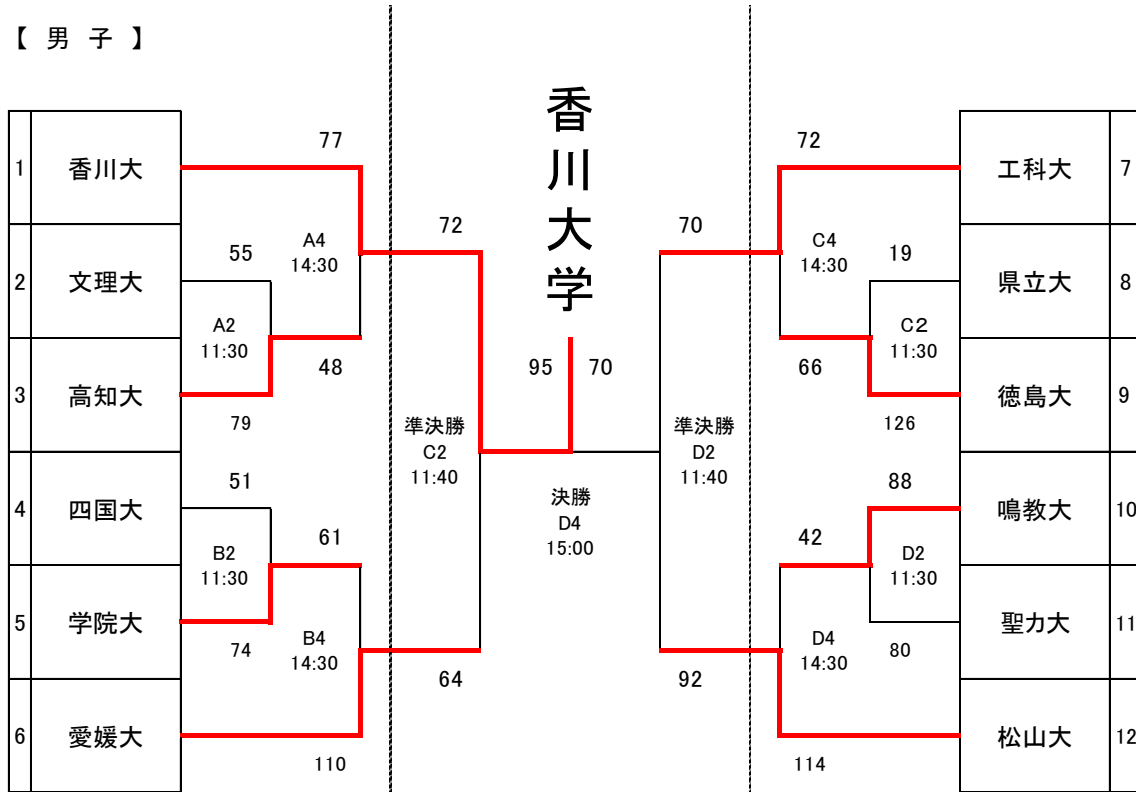 【 男 子 】
香川大学
77
72
1
香川大
工科大
7
72
70
A4
14:30
C4
14:30
55
19
2
文理大
県立大
8
A2
11:30
C2
11:30
48
95
70
66
3
高知大
徳島大
9
79
126
準決勝
C2
11:40
準決勝
D2
11:40
51
88
4
四国大
鳴教大
10
決勝
D4
15:00
61
42
B2
11:30
D2
11:30
5
学院大
聖カ大
11
74
80
B4
14:30
D4
14:30
64
92
6
愛媛大
松山大
12
110
114